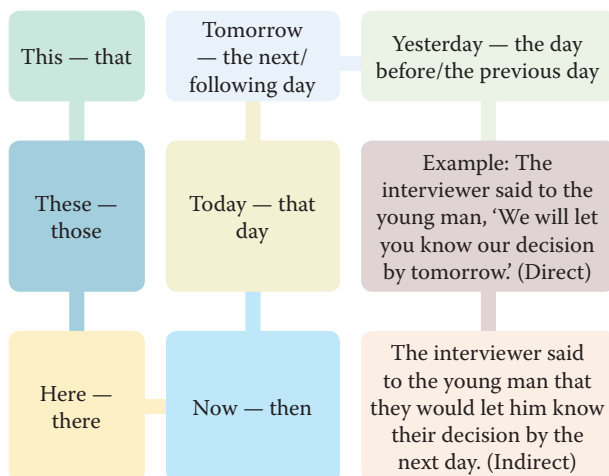 This — that
These —
those
Here —
there
Now — then
Today — that
day
Tomorrow
— the next/
following day
Yesterday — the day
before/the previous day
Example: The
interviewer said to the
young man, ‘We will let
you know our decision
by tomorrow.’ (Direct)
The interviewer said
to the young man that
they would let him know
their decision by the
next day. (Indirect)